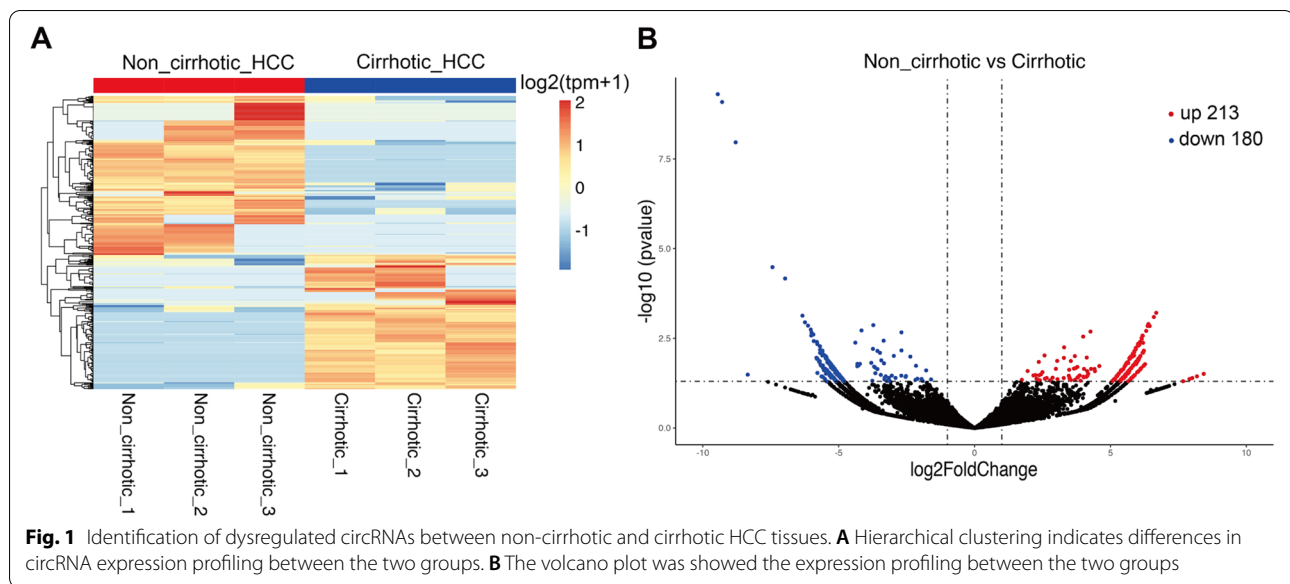 A
Non_cirrhotic_HCC
Cirrhotic_HCC
log2(tpm+1)
2
1
0
-1
Non_cirrhotic_1
Non_cirrhotic_2
Non_cirrhotic_3
Cirrhotic_1
Cirrhotic_2
Cirrhotic_3
B
Non_cirrhotic vs Cirrhotic
up 213
down 180
-log10 (pvalue)
7.5
5.0
2.5
0.0
-10
-5
0
5
10
log2FoldChange
Fig. 1 Identification of dysregulated circRNAs between non-cirrhotic and cirrhotic HCC tissues. A Hierarchical clustering indicates differences in
circRNA expression profiling between the two groups. B The volcano plot was showed the expression profiling between the two groups